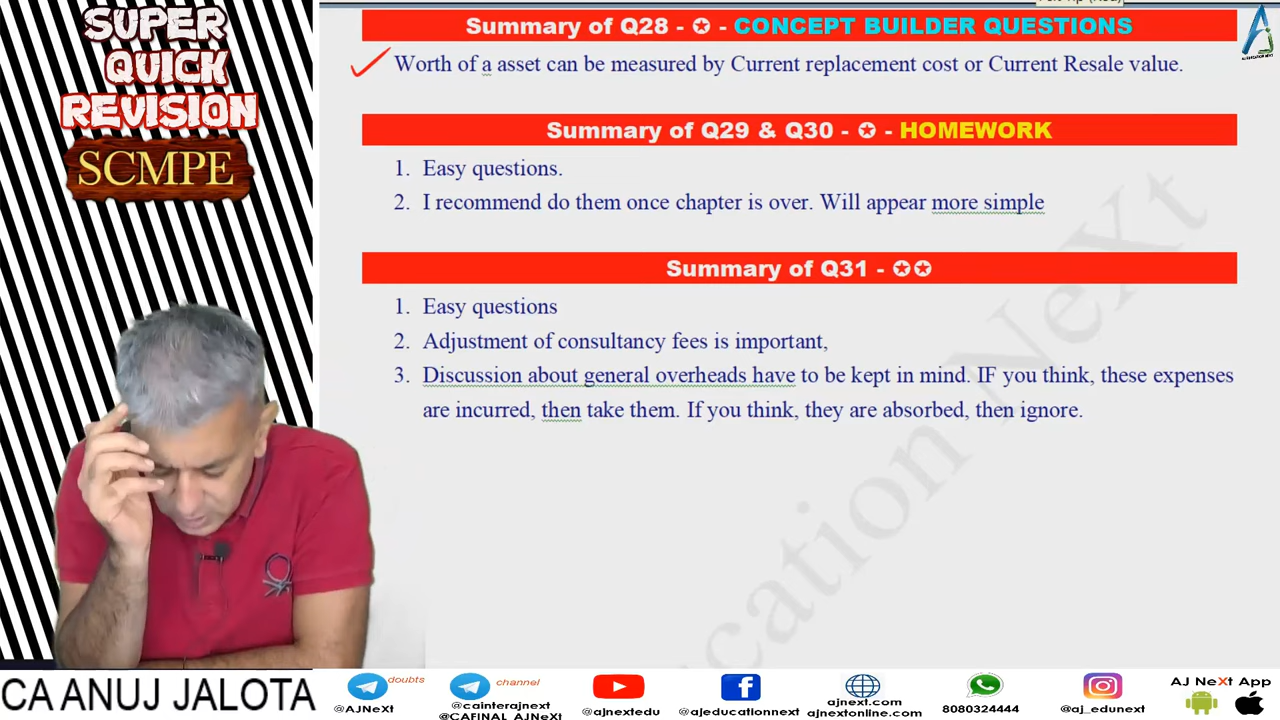 SUPER
QUICK
REVISION
SCMPE
Summary of Q28 - ✪ - CONCEPT BUILDER QUESTIONS
Worth of a asset can be measured by Current replacement cost or Current Resale value.
Summary of Q29 & Q30 - ✪ - HOMEWORK
1. Easy questions.
2. I recommend do them once chapter is over. Will appear more simple
Summary of Q31 - ✪✪
1. Easy questions
2. Adjustment of consultancy fees is important,
3. Discussion about general overheads have to be kept in mind. IF you think, these expenses
are incurred, then take them. If you think, they are absorbed, then ignore.
cation NeXt
CA ANUJ JALOTA
doubts
@AJNeXt
channel
@cainterajnext
@CAFINAL_AJNeXt
@ajnextedu
@ajeducationnext
ajnext.com
ajnextonline.com
8080324444
@aj_edunext
AJ NeXt App